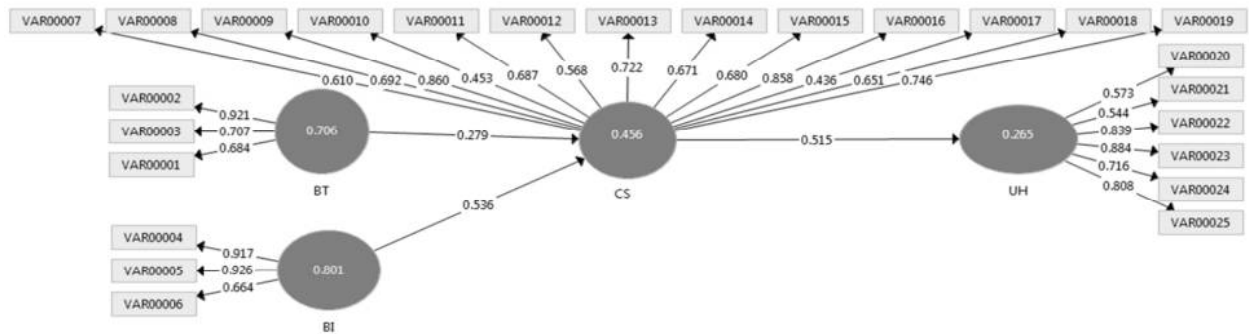 VAR00007 VAR00008 VAR00009 VAR00010 VAR00011 VAR00012 VAR00013 VAR00014 VAR00015 VAR00016 VAR00017 VAR00018 VAR00019
0.610 0.692 0.860 0.453 0.687 0.568 0.722 0.671 0.680 0.858 0.436 0.651 0.746
VAR00002
VAR00003
VAR00001
0.921
0.707
0.684
0.706
BT
0.279
VAR00004
VAR00005
VAR00006
0.917
0.926
0.664
0.801
BI
0.536
0.456
CS
0.515
0.265
UH
0.573
0.544
0.839
0.884
0.716
0.808
VAR00020
VAR00021
VAR00022
VAR00023
VAR00024
VAR00025